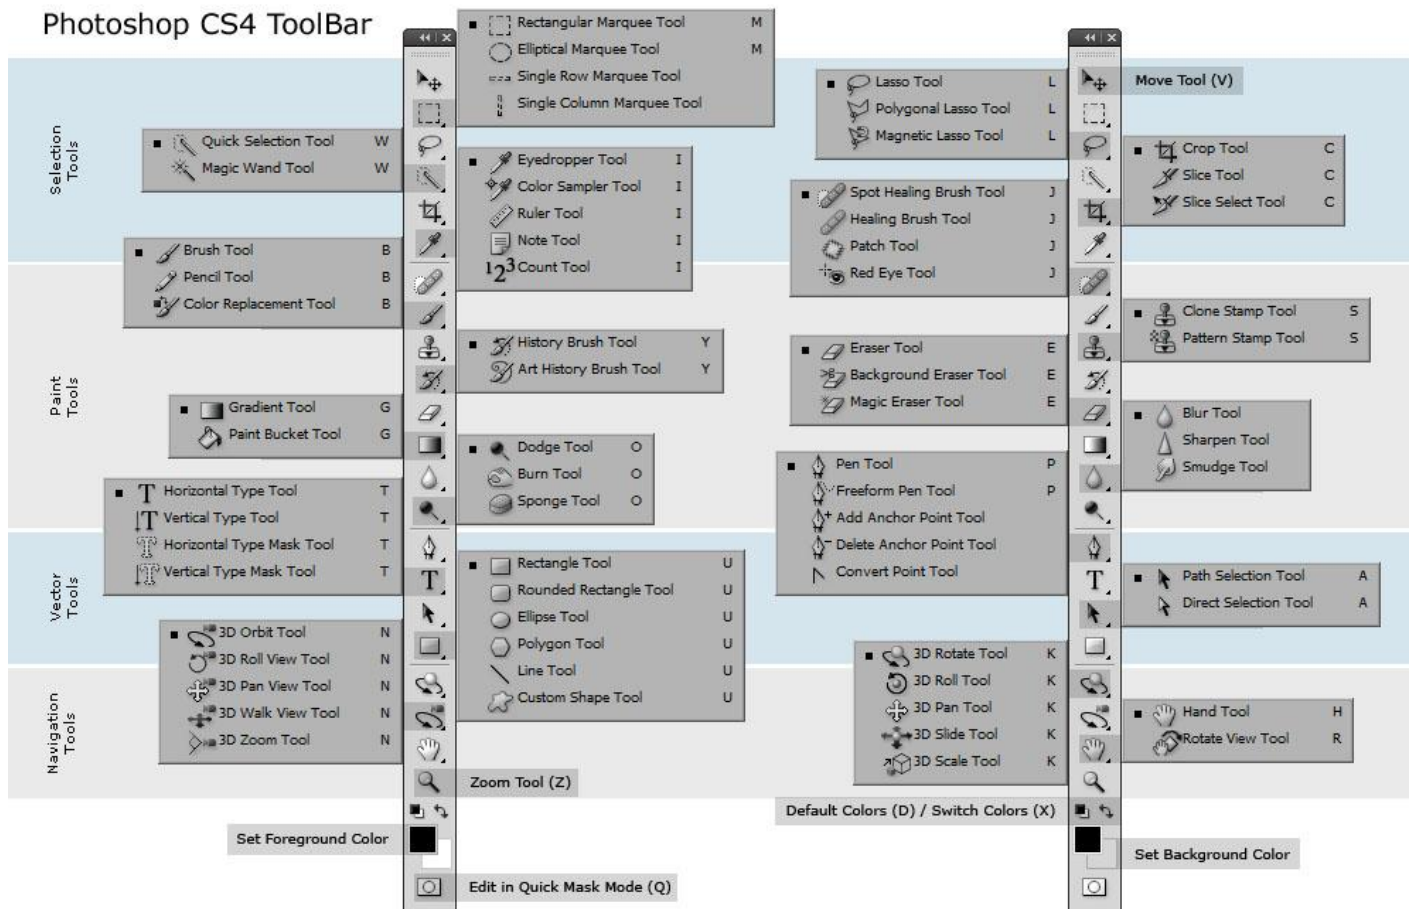 Photoshop CS4 ToolBar
Selection
Tools
Paint
Tools
Vector
Tools
Navigation
Tools
Rectangular Marquee Tool M
Elliptical Marquee Tool M
Single Row Marquee Tool
Single Column Marquee Tool
Quick Selection Tool W
Magic Wand Tool W
Eyedropper Tool I
Color Sampler Tool I
Ruler Tool I
Note Tool I
123 Count Tool I
Brush Tool B
Pencil Tool B
Color Replacement Tool B
History Brush Tool Y
Art History Brush Tool Y
Gradient Tool G
Paint Bucket Tool G
Dodge Tool O
Burn Tool O
Sponge Tool O
T Horizontal Type Tool T
T Vertical Type Tool T
T Horizontal Type Mask Tool T
T Vertical Type Mask Tool T
Rectangle Tool U
Rounded Rectangle Tool U
Ellipse Tool U
Polygon Tool U
Line Tool U
Custom Shape Tool U
3D Orbit Tool N
3D Roll View Tool N
3D Pan View Tool N
3D Walk View Tool N
3D Zoom Tool N
T
Zoom Tool (Z)
Set Foreground Color
Edit in Quick Mask Mode (Q)
Move Tool (V)
Lasso Tool L
Polygonal Lasso Tool L
Magnetic Lasso Tool L
Crop Tool C
Slice Tool C
Slice Select Tool C
Spot Healing Brush Tool J
Healing Brush Tool J
Patch Tool J
Red Eye Tool J
Clone Stamp Tool S
Pattern Stamp Tool S
Eraser Tool E
Background Eraser Tool E
Magic Eraser Tool E
Blur Tool
Sharpen Tool
Smudge Tool
Pen Tool P
Freeform Pen Tool P
Add Anchor Point Tool
Delete Anchor Point Tool
Convert Point Tool
T
Path Selection Tool A
Direct Selection Tool A
3D Rotate Tool K
3D Roll Tool K
3D Pan Tool K
3D Slide Tool K
3D Scale Tool K
Hand Tool H
Rotate View Tool R
Default Colors (D) / Switch Colors (X)
Set Background Color